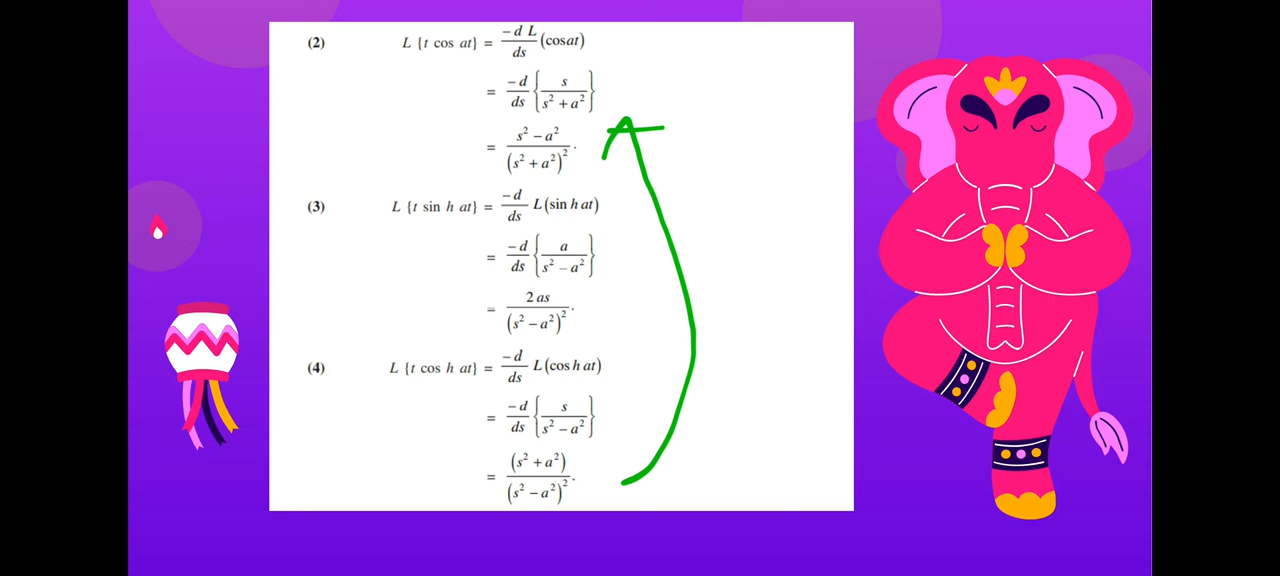 (2) L {t cos at} = −d L/ds (cosat)
= −d/ds {s/(s² + a²)}
= (s² − a²)/(s² + a²)² .
(3) L {t sin h at} = −d/ds L(sin h at)
= −d/ds {a/(s² − a²)}
= 2 as/(s² − a²)² .
(4) L {t cos h at} = −d/ds L(cos h at)
= −d/ds {s/(s² − a²)}
= (s² + a²)/(s² − a²)² .